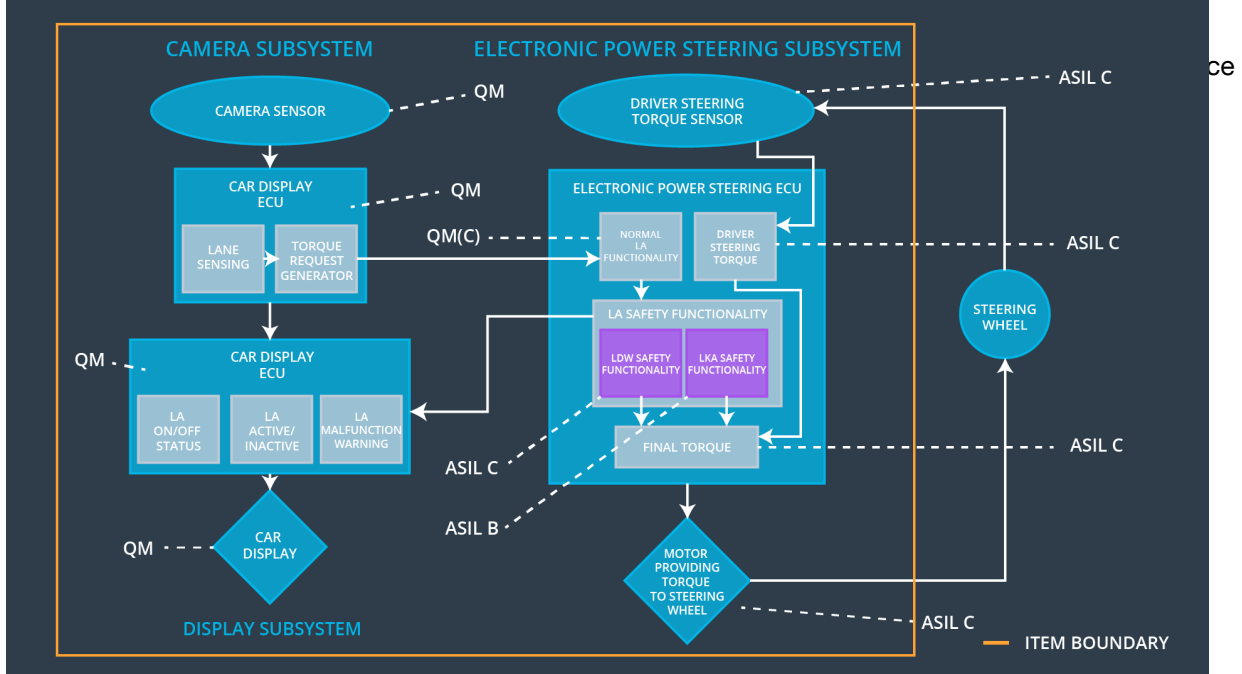 CAMERA SUBSYSTEM
ELECTRONIC POWER STEERING SUBSYSTEM
ce
CAMERA SENSOR
QM
DRIVER STEERING
TORQUE SENSOR
ASIL C
CAR DISPLAY
ECU
QM
LANE
SENSING
TORQUE
REQUEST
GENERATOR
QM(C)
ELECTRONIC POWER STEERING ECU
NORMAL
LA
FUNCTIONALITY
DRIVER
STEERING
TORQUE
ASIL C
STEERING
WHEEL
LA SAFETY FUNCTIONALITY
LDW SAFETY
FUNCTIONALITY
LKA SAFETY
FUNCTIONALITY
QM
CAR DISPLAY
ECU
LA
ON/OFF
STATUS
LA
ACTIVE/
INACTIVE
LA
MALFUNCTION
WARNING
FINAL TORQUE
ASIL C
ASIL C
ASIL B
QM
CAR
DISPLAY
MOTOR
PROVIDING
TORQUE
TO STEERING
WHEEL
ASIL C
DISPLAY SUBSYSTEM
ITEM BOUNDARY